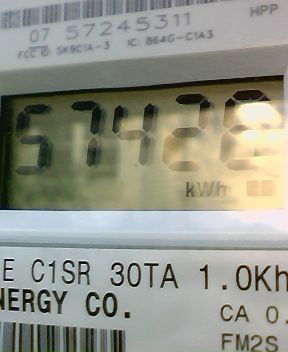 HPP
07 57245311
FCC ID: SK9C1A-3 IC: 864G-C1A3
57428
kWh
E C1SR 30TA 1.0Kh
NERGY CO.
CA 0.
FM2S